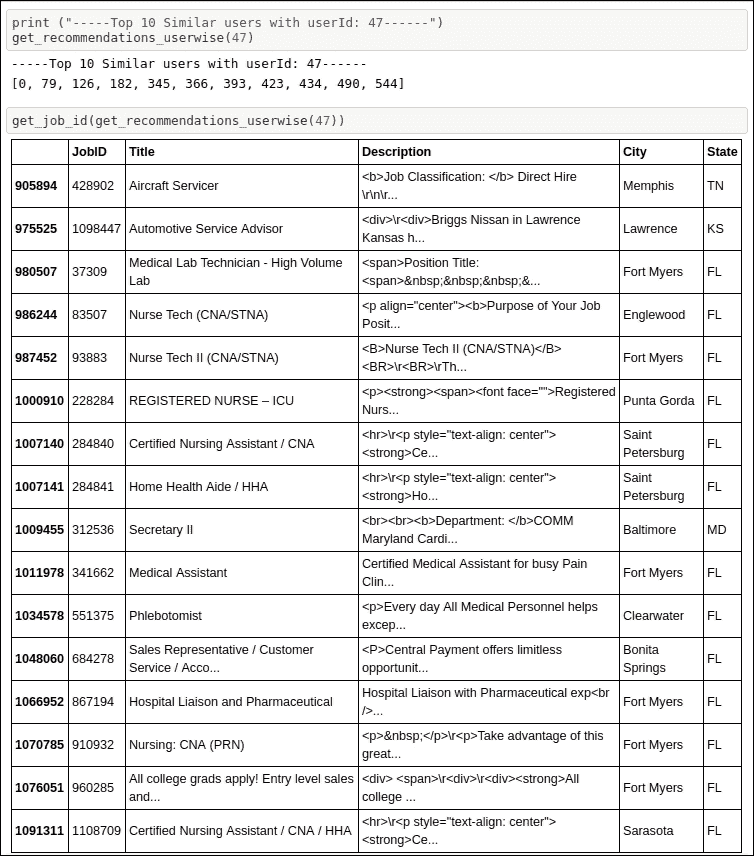 print ("-----Top 10 Similar users with userId: 47------")
get_recommendations_userwise(47)
-----Top 10 Similar users with userId: 47------
[0, 79, 126, 182, 345, 366, 393, 423, 434, 490, 544]
get_job_id(get_recommendations_userwise(47))
JobID Title Description City State
905894 428902 Aircraft Servicer <b>Job Classification: </b> Direct Hire \r\n\r... Memphis TN
975525 1098447 Automotive Service Advisor <div>\r<div>Briggs Nissan in Lawrence Kansas h... Lawrence KS
980507 37309 Medical Lab Technician - High Volume Lab <span>Position Title: <span>&nbsp;&nbsp;&nbsp;&... Fort Myers FL
986244 83507 Nurse Tech (CNA/STNA) <p align="center"><b>Purpose of Your Job Posit... Englewood FL
987452 93883 Nurse Tech II (CNA/STNA) <B>Nurse Tech II (CNA/STNA)</B> <BR>\r<BR>\rTh... Fort Myers FL
1000910 228284 REGISTERED NURSE – ICU <p><strong><span><font face="">Registered Nurs... Punta Gorda FL
1007140 284840 Certified Nursing Assistant / CNA <hr>\r<p style="text-align: center"> <strong>Ce... Saint Petersburg FL
1007141 284841 Home Health Aide / HHA <hr>\r<p style="text-align: center"> <strong>Ho... Saint Petersburg FL
1009455 312536 Secretary II <br><br><b>Department: </b>COMM Maryland Cardi... Baltimore MD
1011978 341662 Medical Assistant Certified Medical Assistant for busy Pain Clin... Fort Myers FL
1034578 551375 Phlebotomist <p>Every day All Medical Personnel helps excep... Clearwater FL
1048060 684278 Sales Representative / Customer Service / Acco... <P>Central Payment offers limitless opportunit... Bonita Springs FL
1066952 867194 Hospital Liaison and Pharmaceutical Hospital Liaison with Pharmaceutical exp<br />... Fort Myers FL
1070785 910932 Nursing: CNA (PRN) <p>&nbsp;</p>\r<p>Take advantage of this great... Fort Myers FL
1076051 960285 All college grads apply! Entry level sales and... <div> <span>\r<div>\r<div><strong>All college ... Fort Myers FL
1091311 1108709 Certified Nursing Assistant / CNA / HHA <hr>\r<p style="text-align: center"> <strong>Ce... Sarasota FL